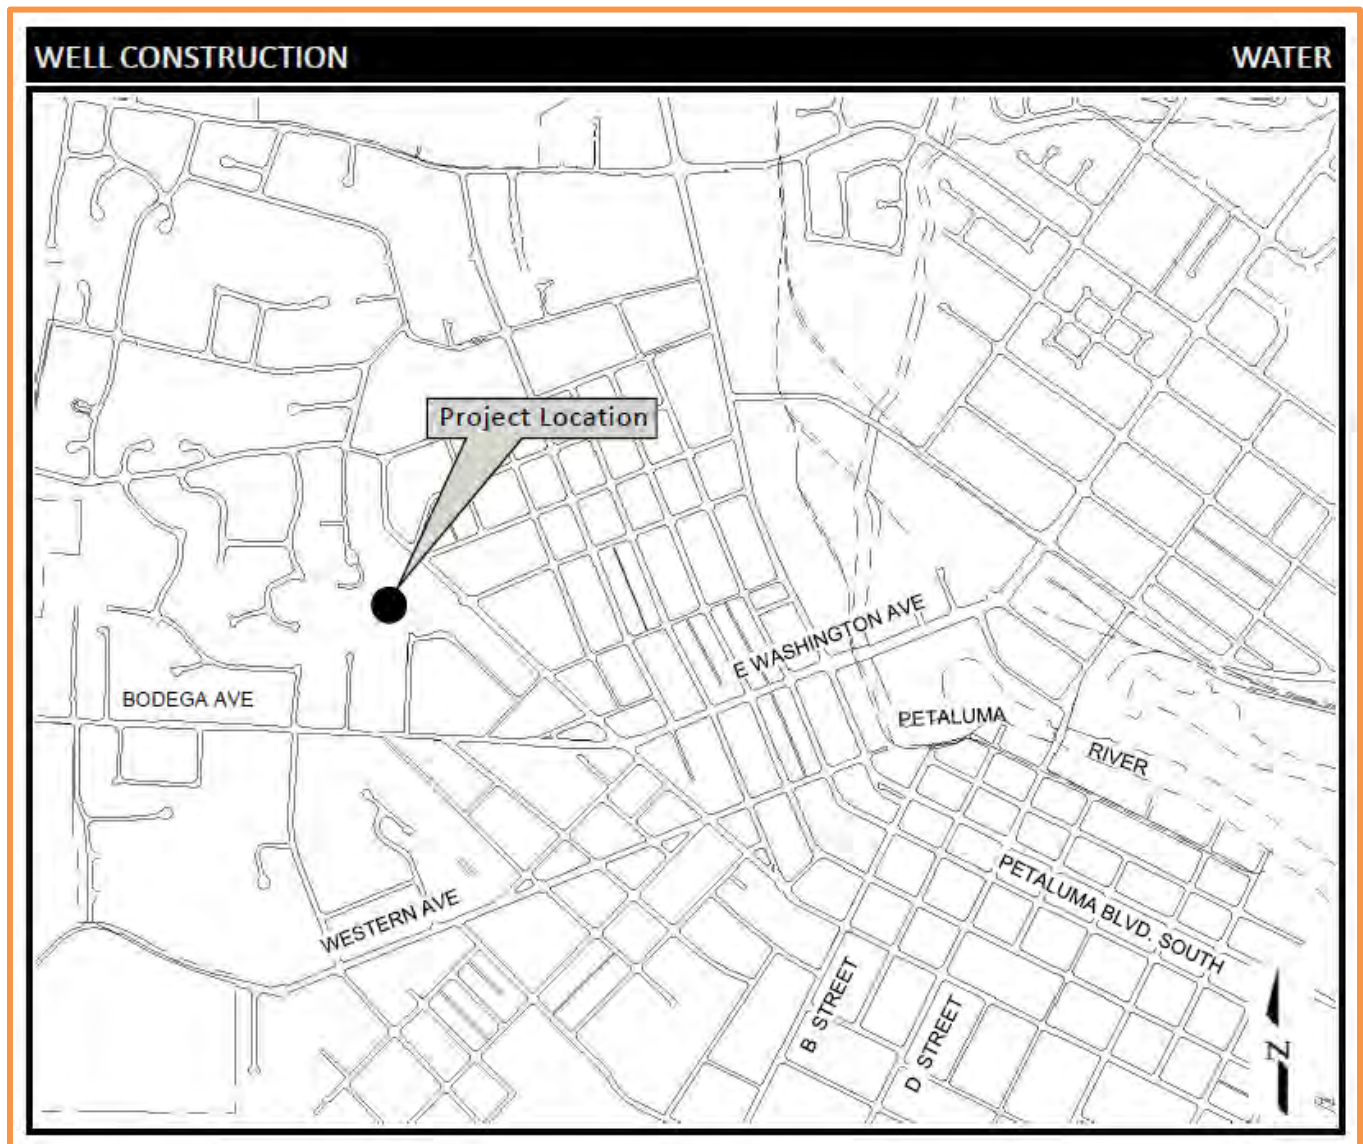 WELL CONSTRUCTION
WATER
Project Location
E WASHINGTON AVE
BODEGA AVE
PETALUMA
RIVER
WESTERN AVE
PETALUMA BLVD. SOUTH
B STREET
D STREET
N